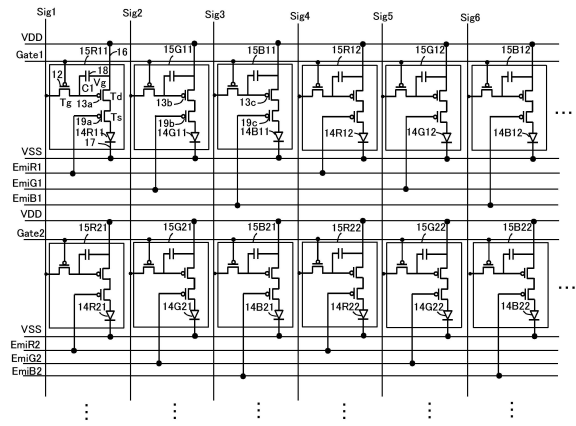 Sig1 Sig2 Sig3 Sig4 Sig5 Sig6
VDD
15R11 16 15G11 15B11 15R12 15G12 15B12
Gate1
12 18
C1 Vg
Tg 13a Td 13b 13c
19a Ts 19b 19c
14R11 14G11 14B11 14R12 14G12 14B12
17
VSS
EmiR1
EmiG1
EmiB1
VDD
15R21 15G21 15B21 15R22 15G22 15B22
Gate2
14R21 14G21 14B21 14R22 14G22 14B22
VSS
EmiR2
EmiG2
EmiB2